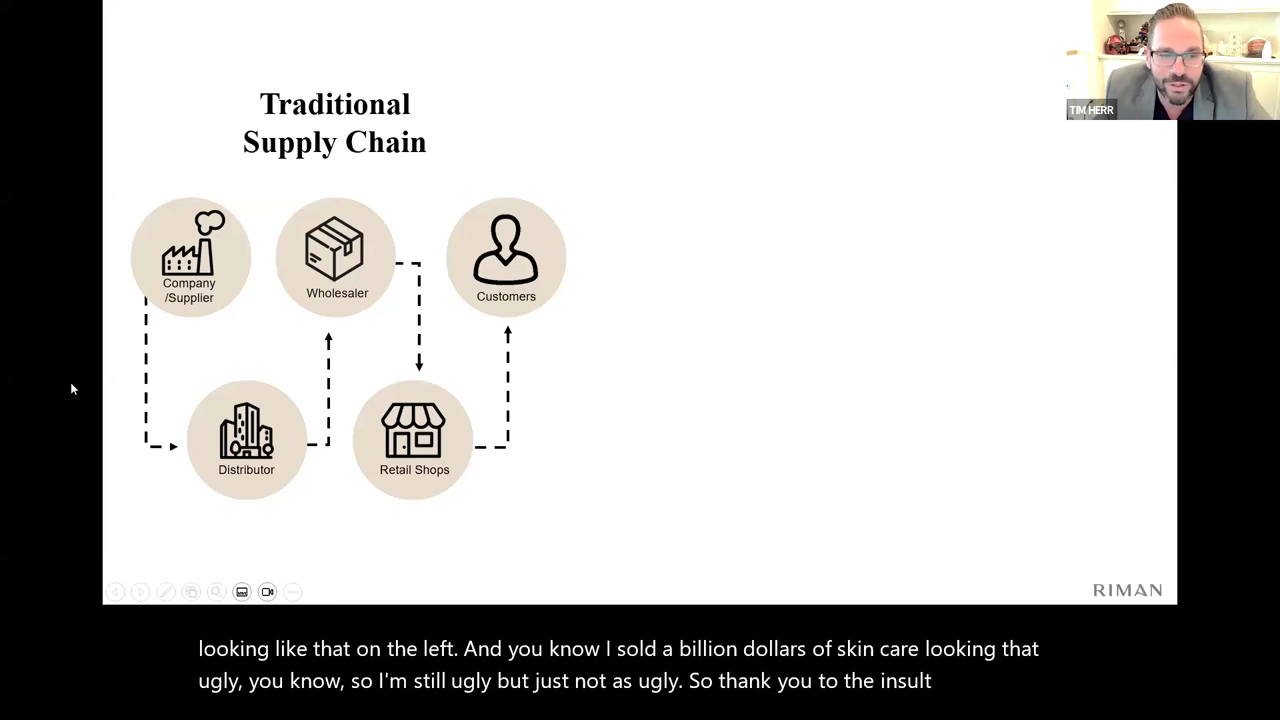 TIM HERR
Traditional
Supply Chain
Company
/Supplier
Wholesaler
Customers
Distributor
Retail Shops
RIMAN
looking like that on the left. And you know I sold a billion dollars of skin care looking that
ugly, you know, so I'm still ugly but just not as ugly. So thank you to the insult